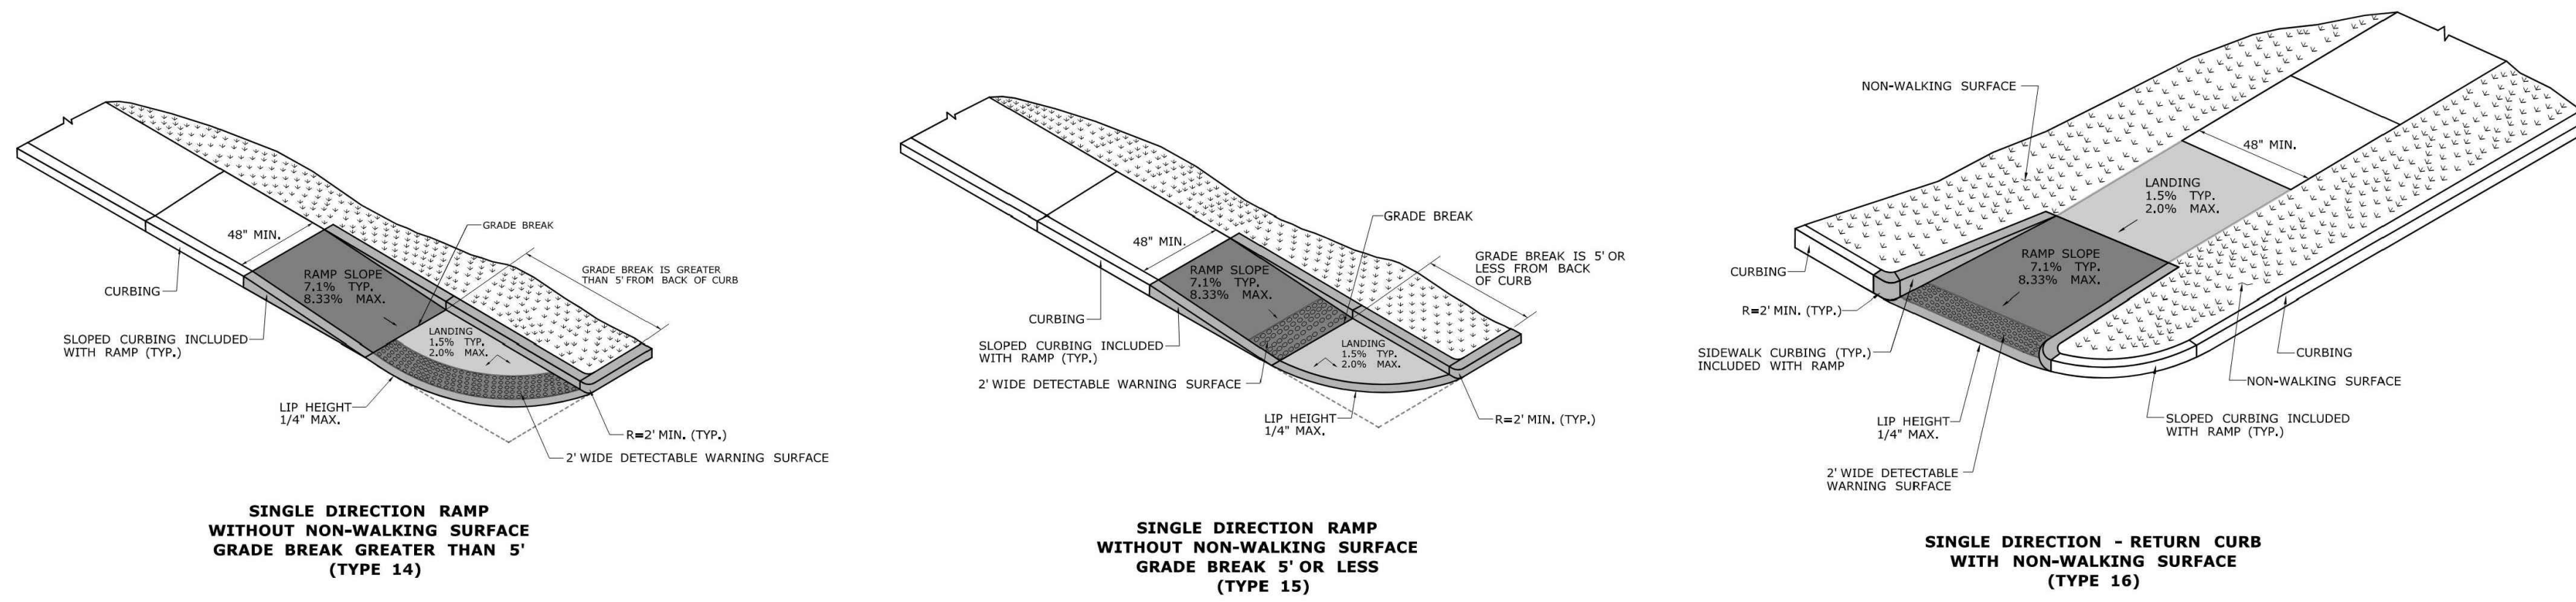 GRADE BREAK
48" MIN.
GRADE BREAK IS GREATER
THAN 5' FROM BACK OF CURB
RAMP SLOPE
7.1% TYP.
8.33% MAX.
CURBING
LANDING
1.5% TYP.
2.0% MAX.
SLOPED CURBING INCLUDED
WITH RAMP (TYP.)
LIP HEIGHT
1/4" MAX.
R=2' MIN. (TYP.)
2' WIDE DETECTABLE WARNING SURFACE
SINGLE DIRECTION RAMP
WITHOUT NON-WALKING SURFACE
GRADE BREAK GREATER THAN 5'
(TYPE 14)
GRADE BREAK
48" MIN.
GRADE BREAK IS 5' OR
LESS FROM BACK
OF CURB
RAMP SLOPE
7.1% TYP.
8.33% MAX.
CURBING
SLOPED CURBING INCLUDED
WITH RAMP (TYP.)
LANDING
1.5% TYP.
2.0% MAX.
2' WIDE DETECTABLE WARNING SURFACE
LIP HEIGHT
1/4" MAX.
R=2' MIN. (TYP.)
SINGLE DIRECTION RAMP
WITHOUT NON-WALKING SURFACE
GRADE BREAK 5' OR LESS
(TYPE 15)
NON-WALKING SURFACE
48" MIN.
LANDING
1.5% TYP.
2.0% MAX.
RAMP SLOPE
7.1% TYP.
8.33% MAX.
CURBING
R=2' MIN. (TYP.)
SIDEWALK CURBING (TYP.)
INCLUDED WITH RAMP
CURBING
NON-WALKING SURFACE
LIP HEIGHT
1/4" MAX.
SLOPED CURBING INCLUDED
WITH RAMP (TYP.)
2' WIDE DETECTABLE
WARNING SURFACE
SINGLE DIRECTION - RETURN CURB
WITH NON-WALKING SURFACE
(TYPE 16)